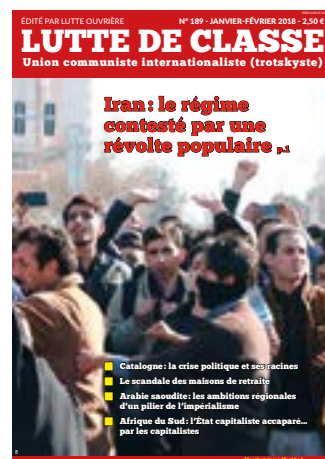 ÉDITÉ PAR LUTTE OUVRIÈRE N° 189 - JANVIER-FÉVRIER 2018 - 2,50 €
LUTTE DE CLASSE
Union communiste internationaliste (trotskyste)
Iran : le régime
contesté par une
révolte populaire p.1
Catalogne : la crise politique et ses racines
Le scandale des maisons de retraite
Arabie saoudite : les ambitions régionales
d'un pilier de l'impérialisme
Afrique du Sud : l'État capitaliste accaparé...
par les capitalistes